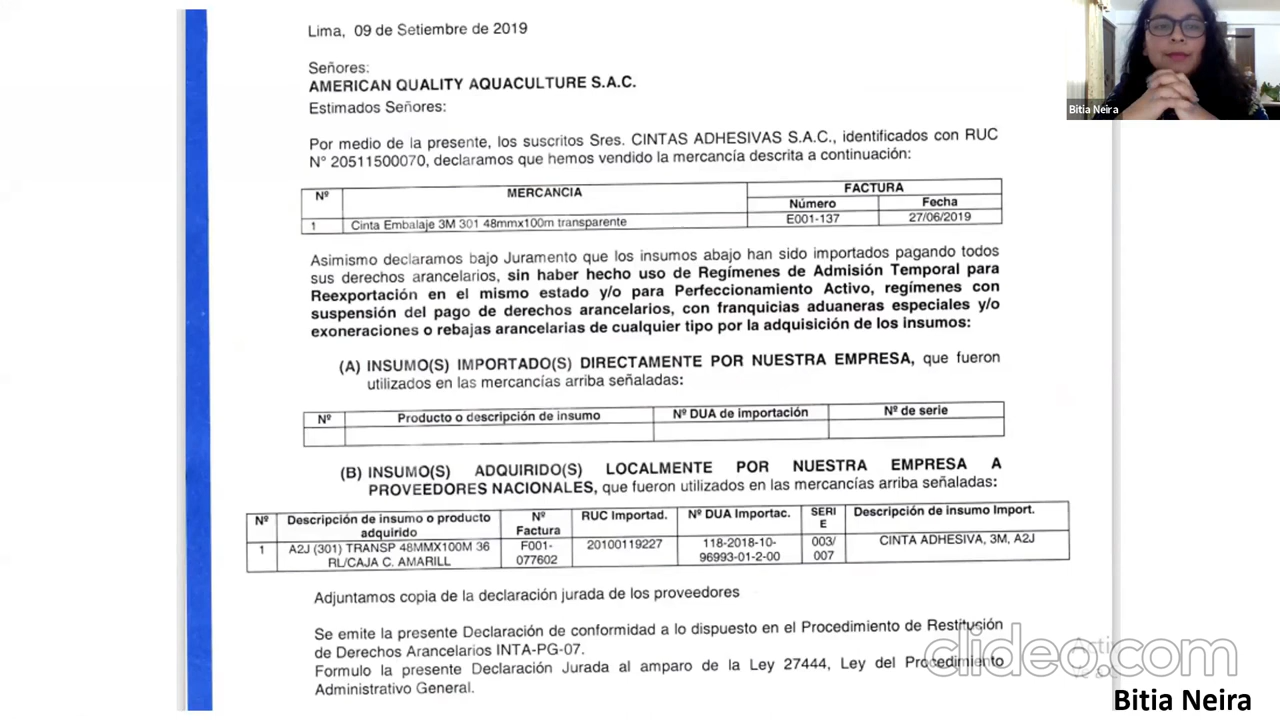 Lima, 09 de Setiembre de 2019
Señores:
AMERICAN QUALITY AQUACULTURE S.A.C.
Estimados Señores:
Por medio de la presente, los suscritos Sres. CINTAS ADHESIVAS S.A.C., identificados con RUC
N° 20511500070, declaramos que hemos vendido la mercancía descrita a continuación:
Nº MERCANCIA FACTURA
Número Fecha
1 Cinta Embalaje 3M 301 48mmx100m transparente E001-137 27/06/2019
Asimismo declaramos bajo Juramento que los insumos abajo han sido importados pagando todos
sus derechos arancelarios, sin haber hecho uso de Regímenes de Admisión Temporal para
Reexportación en el mismo estado y/o para Perfeccionamiento Activo, regímenes con
suspensión del pago de derechos arancelarios, con franquicias aduaneras especiales y/o
exoneraciones o rebajas arancelarias de cualquier tipo por la adquisición de los insumos:
(A) INSUMO(S) IMPORTADO(S) DIRECTAMENTE POR NUESTRA EMPRESA, que fueron
utilizados en las mercancías arriba señaladas:
Nº Producto o descripción de insumo Nº DUA de importación Nº de serie
(B) INSUMO(S) ADQUIRIDO(S) LOCALMENTE POR NUESTRA EMPRESA A
PROVEEDORES NACIONALES, que fueron utilizados en las mercancías arriba señaladas:
Nº Descripción de insumo o producto adquirido Nº Factura RUC Importad. Nº DUA Importac. SERIE Descripción de insumo Import.
1 A2J (301) TRANSP 48MMX100M 36 RL/CAJA C. AMARILL F001-077602 20100119227 118-2018-10-96993-01-2-00 003/007 CINTA ADHESIVA, 3M, A2J
Adjuntamos copia de la declaración jurada de los proveedores
Se emite la presente Declaración de conformidad a lo dispuesto en el Procedimiento de Restitución
de Derechos Arancelarios INTA-PG-07.
Formulo la presente Declaración Jurada al amparo de la Ley 27444, Ley del Procedimiento
Administrativo General.
Bitia Neira
clideo.com
Bitia Neira